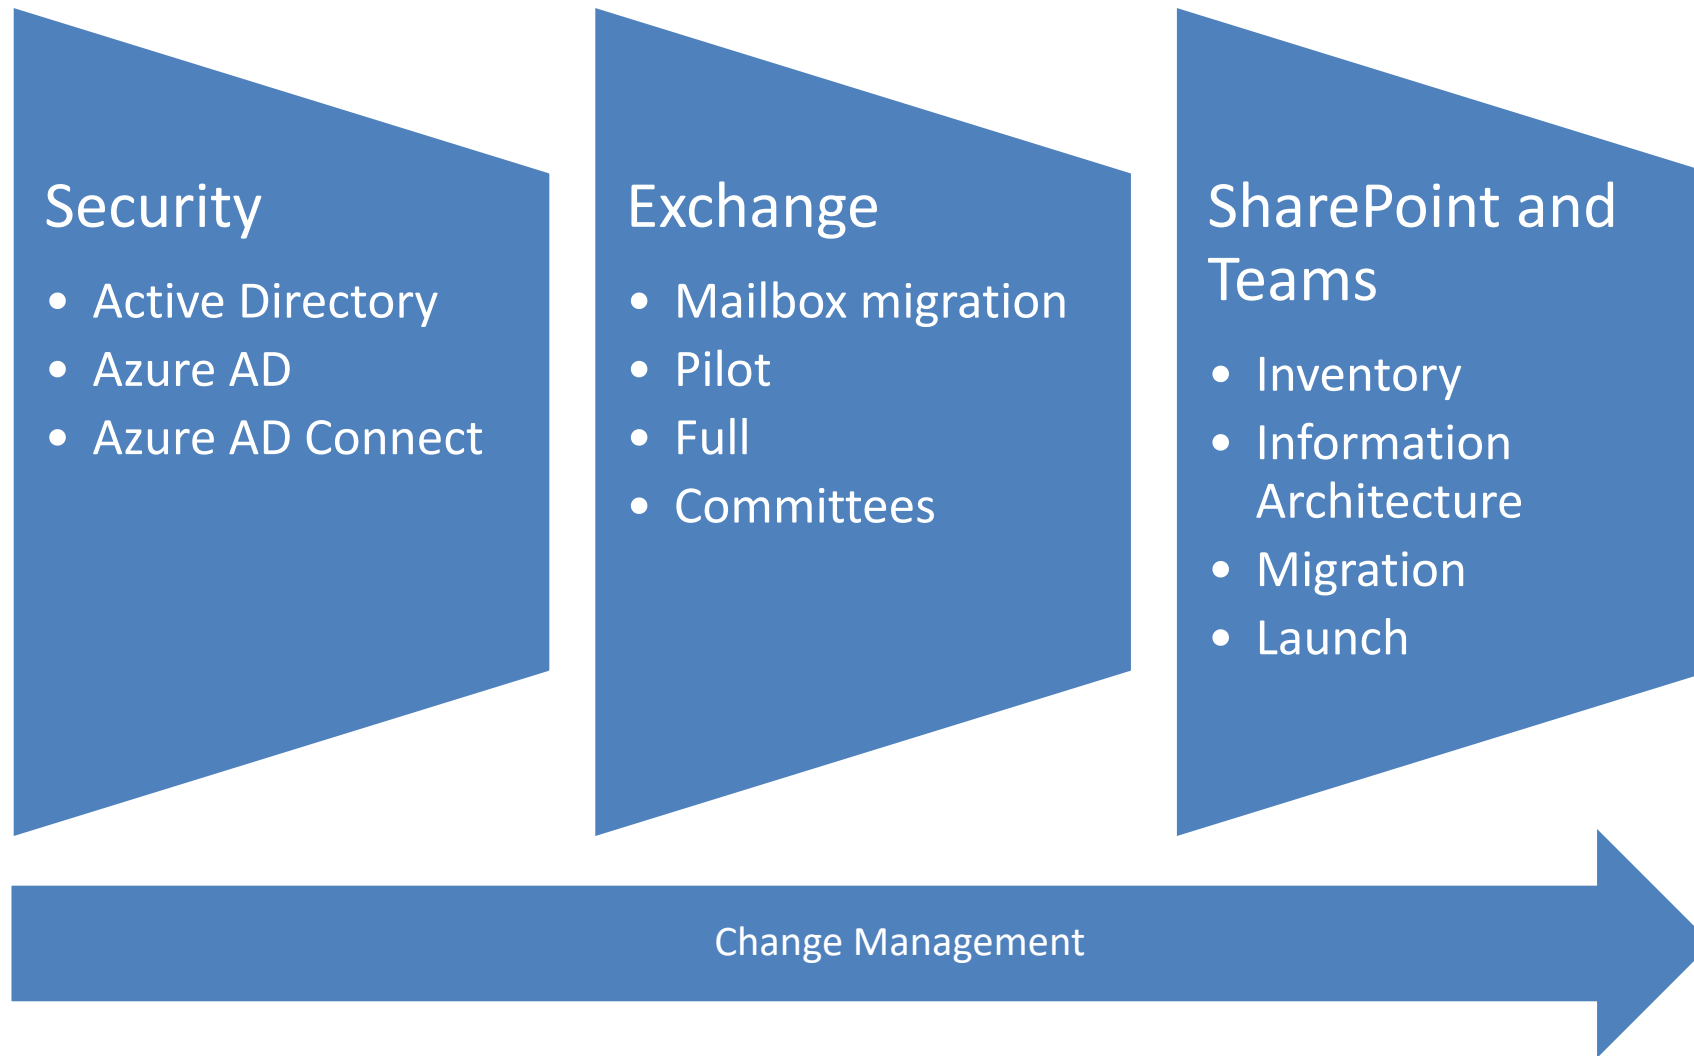 Security
• Active Directory
• Azure AD
• Azure AD Connect
Exchange
• Mailbox migration
• Pilot
• Full
• Committees
SharePoint and
Teams
• Inventory
• Information
Architecture
• Migration
• Launch
Change Management